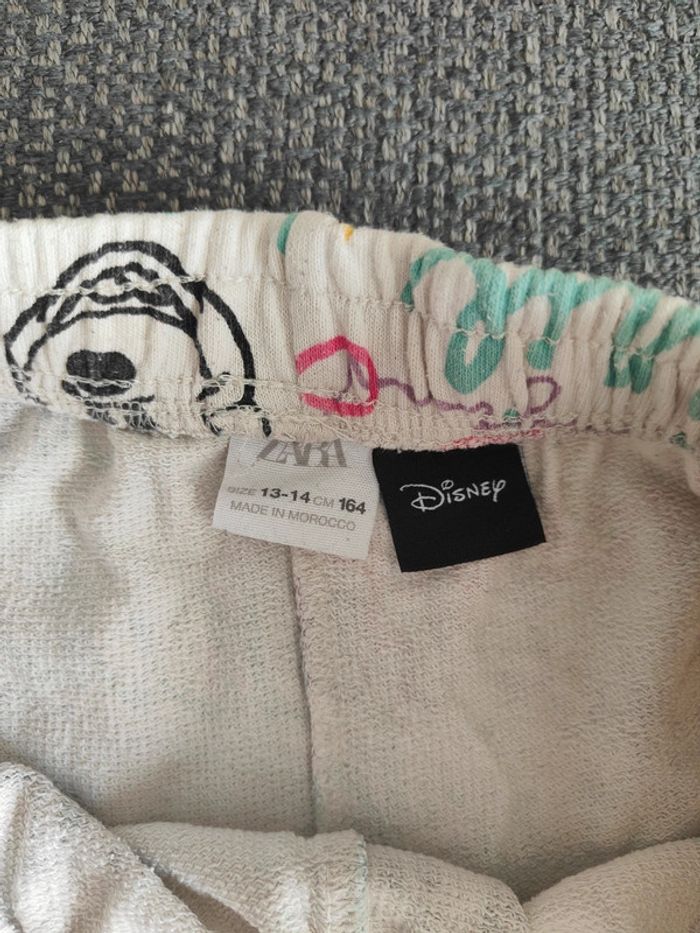 ZARA
SIZE 13-14 CM 164
MADE IN MOROCCO
Disney